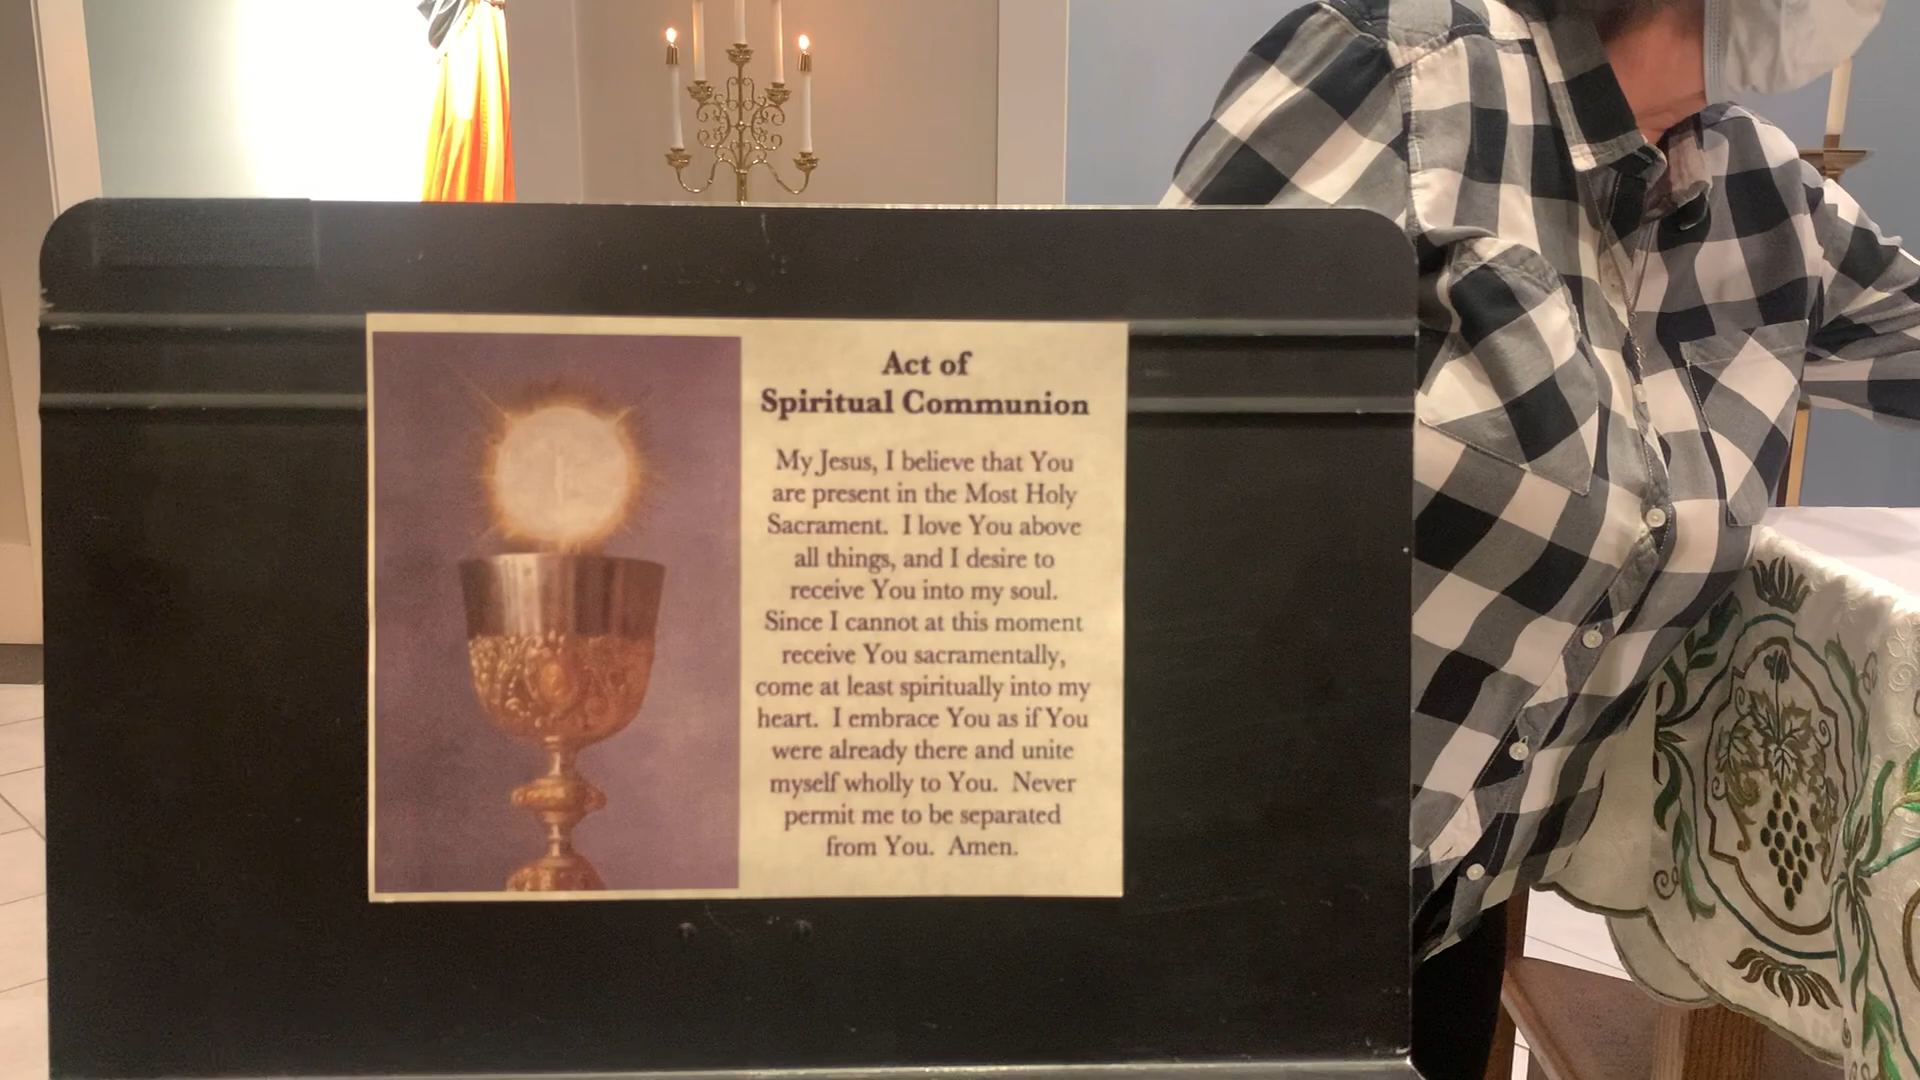 Act of
Spiritual Communion
My Jesus, I believe that You
are present in the Most Holy
Sacrament. I love You above
all things, and I desire to
receive You into my soul.
Since I cannot at this moment
receive You sacramentally,
come at least spiritually into my
heart. I embrace You as if You
were already there and unite
myself wholly to You. Never
permit me to be separated
from You. Amen.